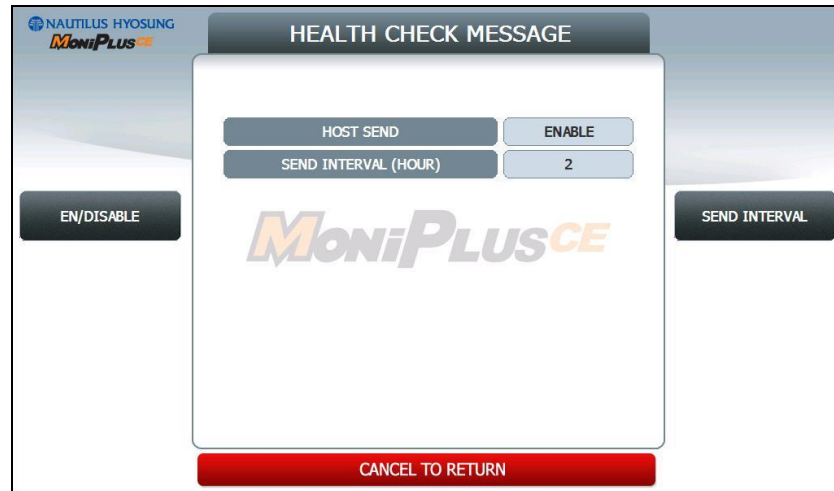 NAUTILUS HYOSUNG
MoniPlusCE
HEALTH CHECK MESSAGE
HOST SEND ENABLE
SEND INTERVAL (HOUR) 2
EN/DISABLE
SEND INTERVAL
MoniPlusCE
CANCEL TO RETURN